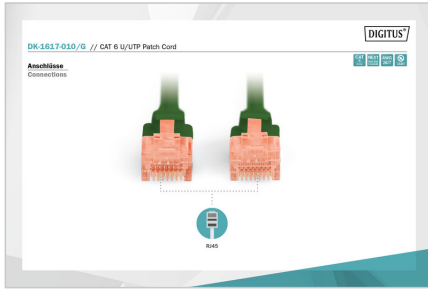 DIGITUS®
DK-1617-010/G // CAT 6 U/UTP Patch Cord
Anschlüsse
Connections
RJ45